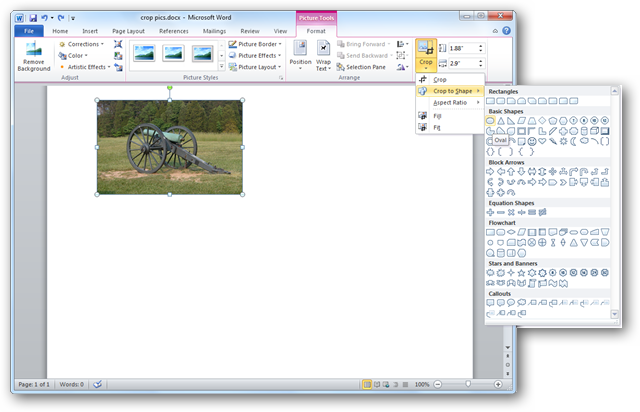 crop pics.docx - Microsoft Word
Picture Tools
File
Home
Insert
Page Layout
References
Mailings
Review
View
Format
Remove
Background
Corrections
Color
Artistic Effects
Adjust
Picture Styles
Picture Border
Picture Effects
Picture Layout
Position
Wrap
Text
Bring Forward
Send Backward
Selection Pane
Arrange
Crop
1.88"
2.9"
Crop
Crop to Shape
Aspect Ratio
Fill
Fit
Rectangles
Basic Shapes
Oval
Block Arrows
Equation Shapes
Flowchart
Stars and Banners
Callouts
Page: 1 of 1
Words: 0
100%